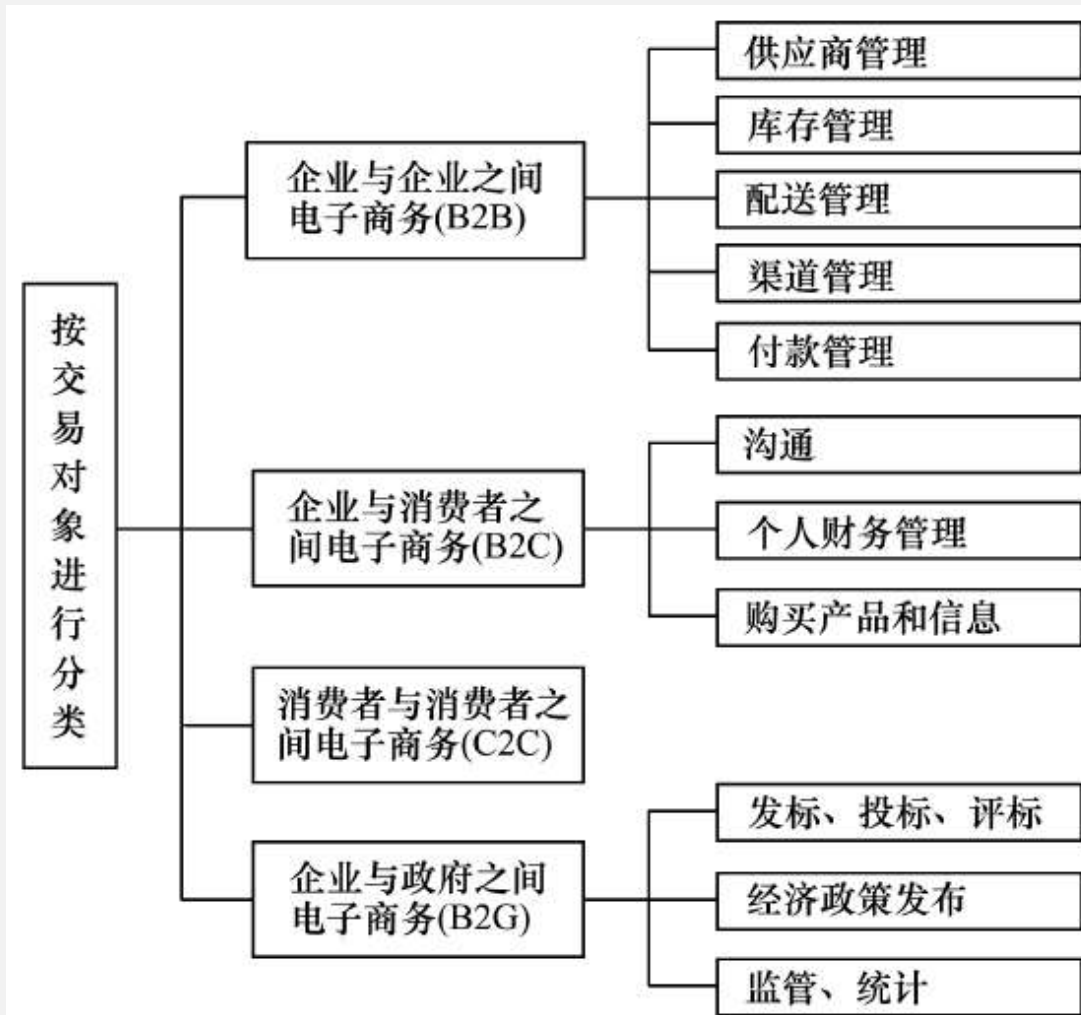 按交易对象进行分类
企业与企业之间
电子商务(B2B)
供应商管理
库存管理
配送管理
渠道管理
付款管理
企业与消费者之
间电子商务(B2C)
沟通
个人财务管理
购买产品和信息
消费者与消费者之
间电子商务(C2C)
企业与政府之间
电子商务(B2G)
发标、投标、评标
经济政策发布
监管、统计